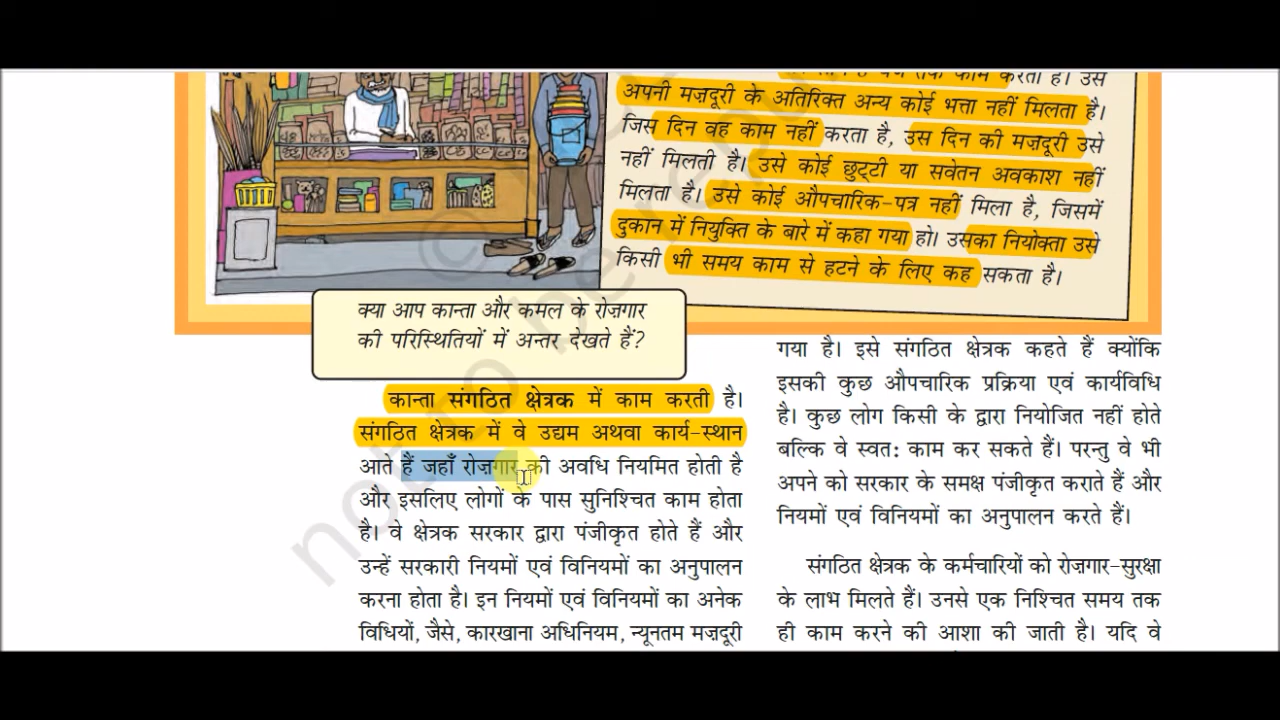 करता है। उसे
अपनी मज़दूरी के अतिरिक्त अन्य कोई भत्ता नहीं मिलता है।
जिस दिन वह काम नहीं करता है, उस दिन की मज़दूरी उसे
नहीं मिलती है। उसे कोई छुट्टी या सवेतन अवकाश नहीं
मिलता है। उसे कोई औपचारिक-पत्र नहीं मिला है, जिसमें
दुकान में नियुक्ति के बारे में कहा गया हो। उसका नियोक्ता उसे
किसी भी समय काम से हटने के लिए कह सकता है।
क्या आप कान्ता और कमल के रोज़गार
की परिस्थितियों में अन्तर देखते हैं?
कान्ता संगठित क्षेत्रक में काम करती है।
संगठित क्षेत्रक में वे उद्यम अथवा कार्य-स्थान
आते हैं जहाँ रोज़गार की अवधि नियमित होती है
और इसलिए लोगों के पास सुनिश्चित काम होता
है। वे क्षेत्रक सरकार द्वारा पंजीकृत होते हैं और
उन्हें सरकारी नियमों एवं विनियमों का अनुपालन
करना होता है। इन नियमों एवं विनियमों का अनेक
विधियों, जैसे, कारखाना अधिनियम, न्यूनतम मज़दूरी
गया है। इसे संगठित क्षेत्रक कहते हैं क्योंकि
इसकी कुछ औपचारिक प्रक्रिया एवं कार्यविधि
है। कुछ लोग किसी के द्वारा नियोजित नहीं होते
बल्कि वे स्वत: काम कर सकते हैं। परन्तु वे भी
अपने को सरकार के समक्ष पंजीकृत कराते हैं और
नियमों एवं विनियमों का अनुपालन करते हैं।
संगठित क्षेत्रक के कर्मचारियों को रोज़गार-सुरक्षा
के लाभ मिलते हैं। उनसे एक निश्चित समय तक
ही काम करने की आशा की जाती है। यदि वे